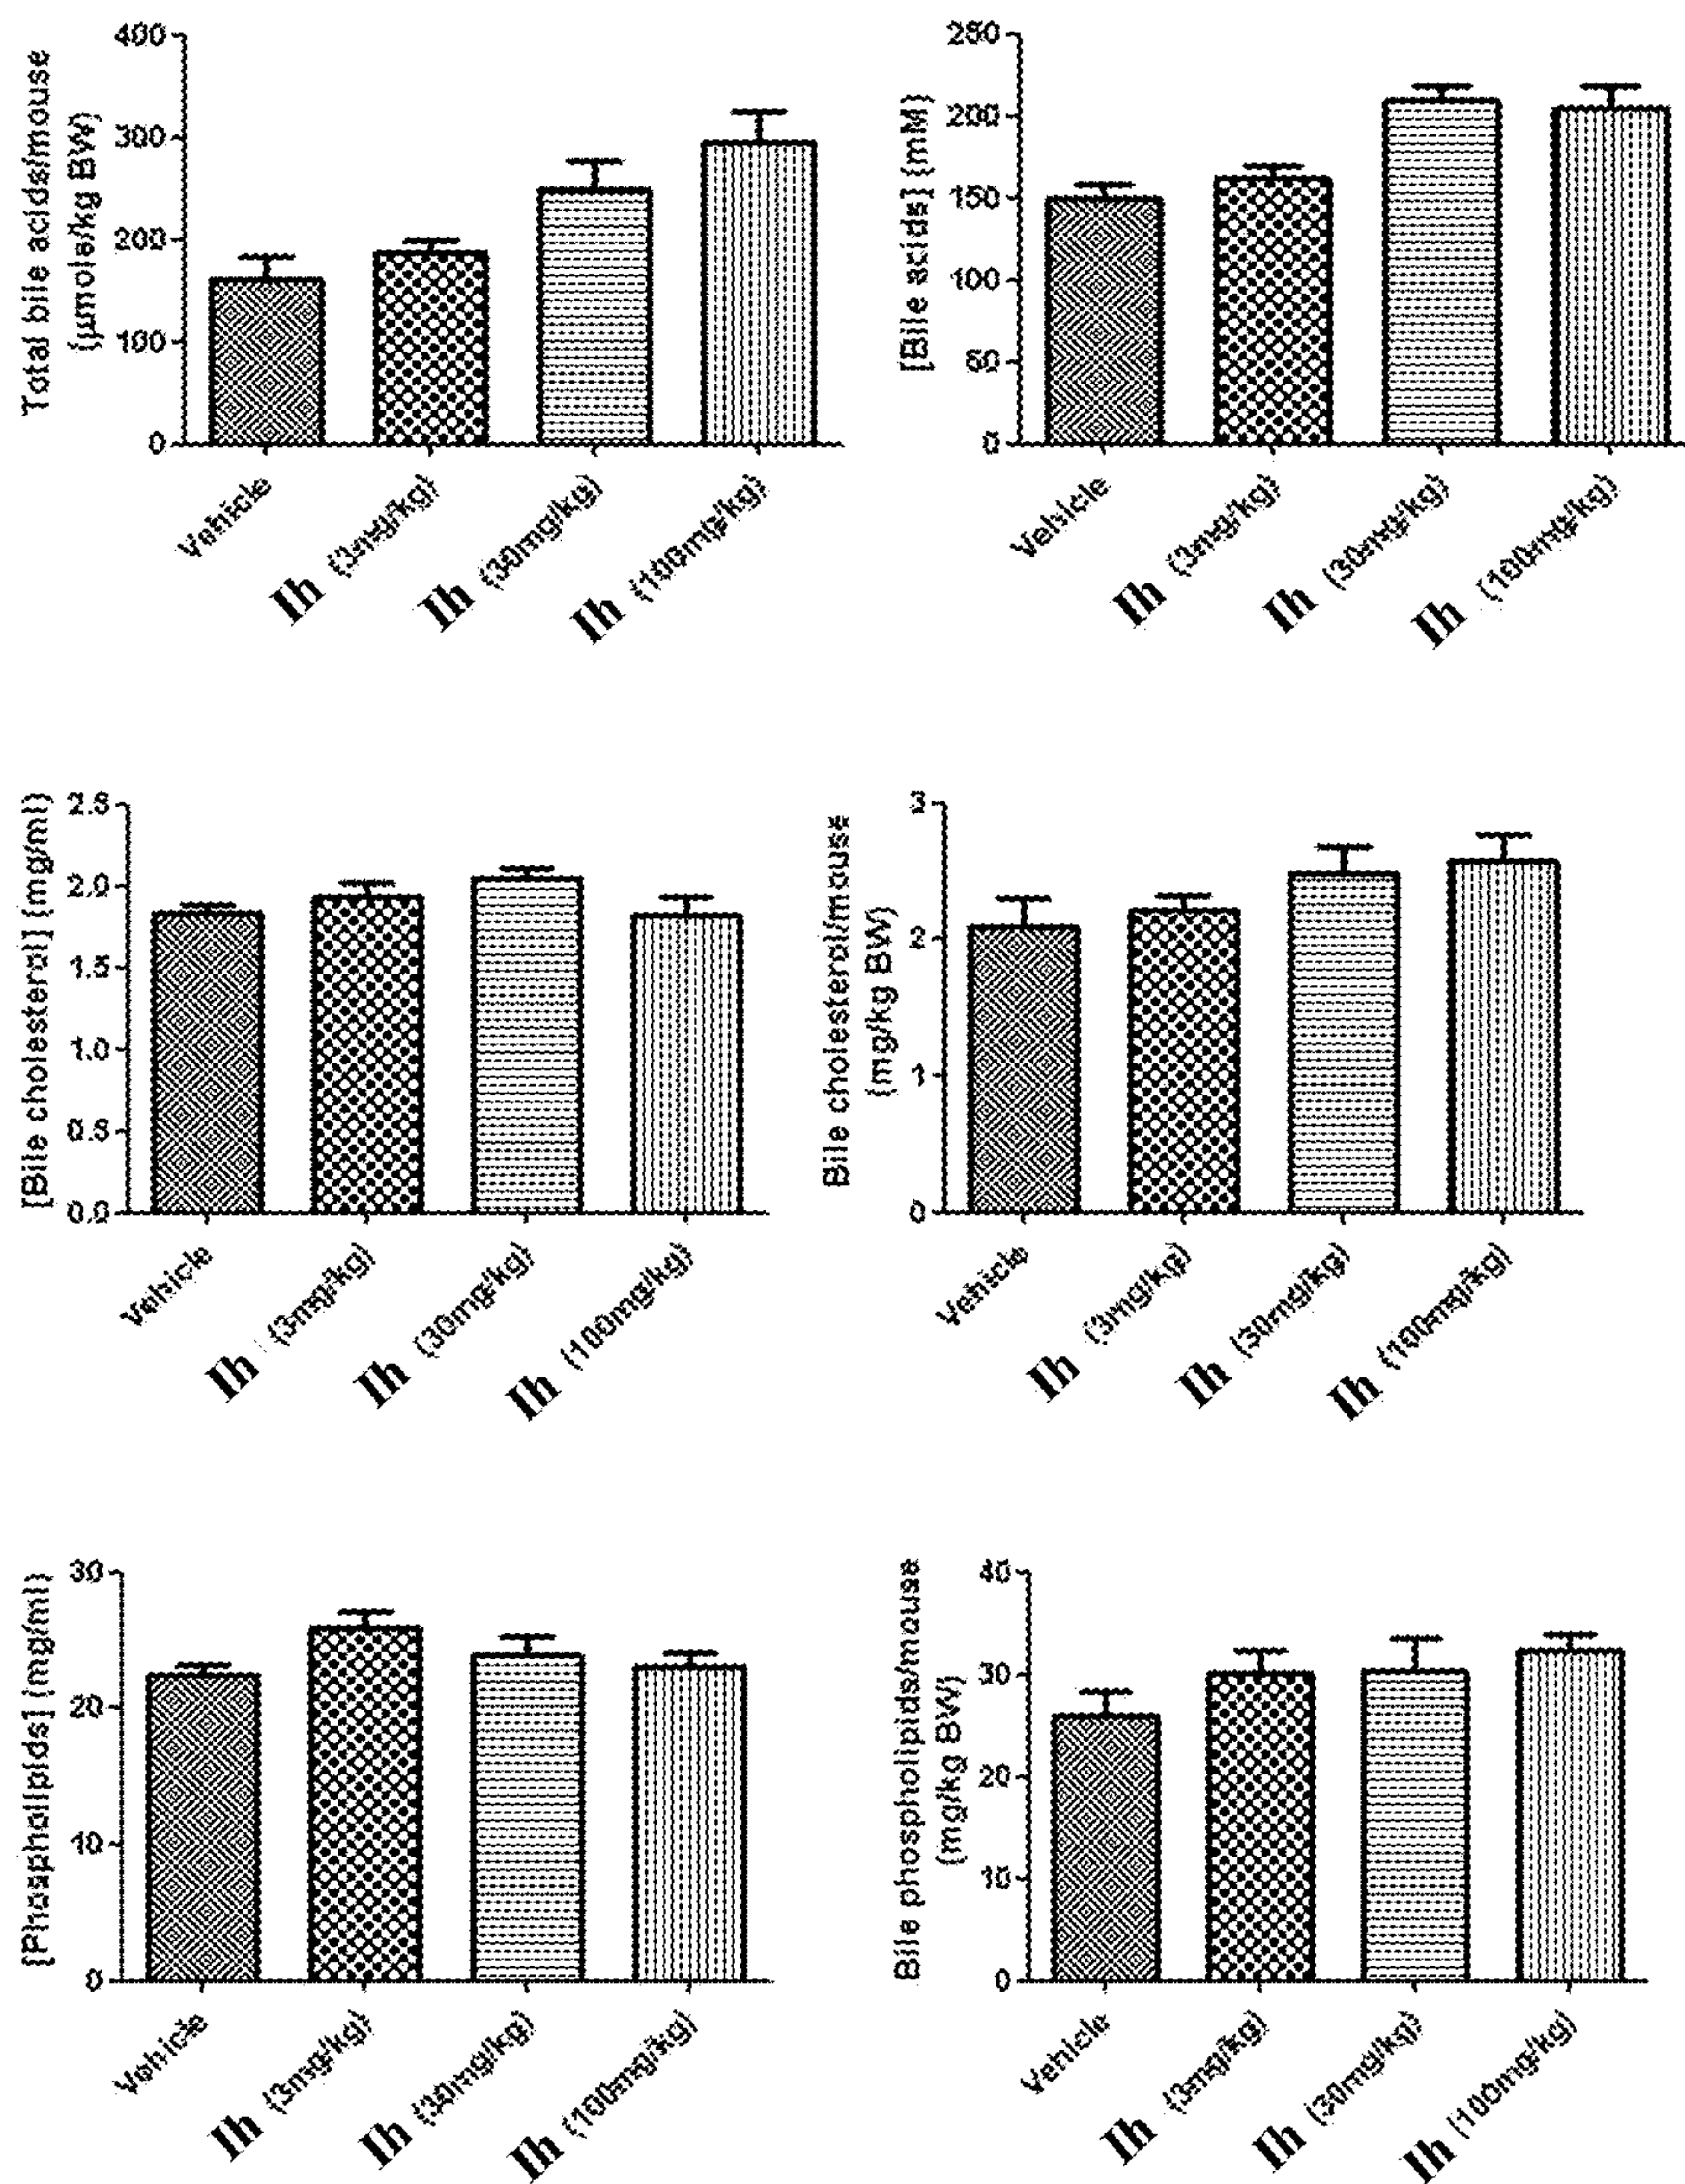 Total bile acids/mouse
(µmols/kg BW)
400
300
200
100
0
Vehicle
Ih (3mg/kg)
Ih (30mg/kg)
Ih (100mg/kg)
[Bile acids] (mM)
250
200
150
100
50
0
Vehicle
Ih (3mg/kg)
Ih (30mg/kg)
Ih (100mg/kg)
[Bile cholesterol] (mg/ml)
2.5
2.0
1.5
1.0
0.5
0.0
Vehicle
Ih (3mg/kg)
Ih (30mg/kg)
Ih (100mg/kg)
Bile cholesterol/mouse
(mg/kg BW)
3
2
1
0
Vehicle
Ih (3mg/kg)
Ih (30mg/kg)
Ih (100mg/kg)
[Phospholipids] (mg/ml)
30
20
10
0
Vehicle
Ih (3mg/kg)
Ih (30mg/kg)
Ih (100mg/kg)
Bile phospholipids/mouse
(mg/kg BW)
40
30
20
10
0
Vehicle
Ih (3mg/kg)
Ih (30mg/kg)
Ih (100mg/kg)